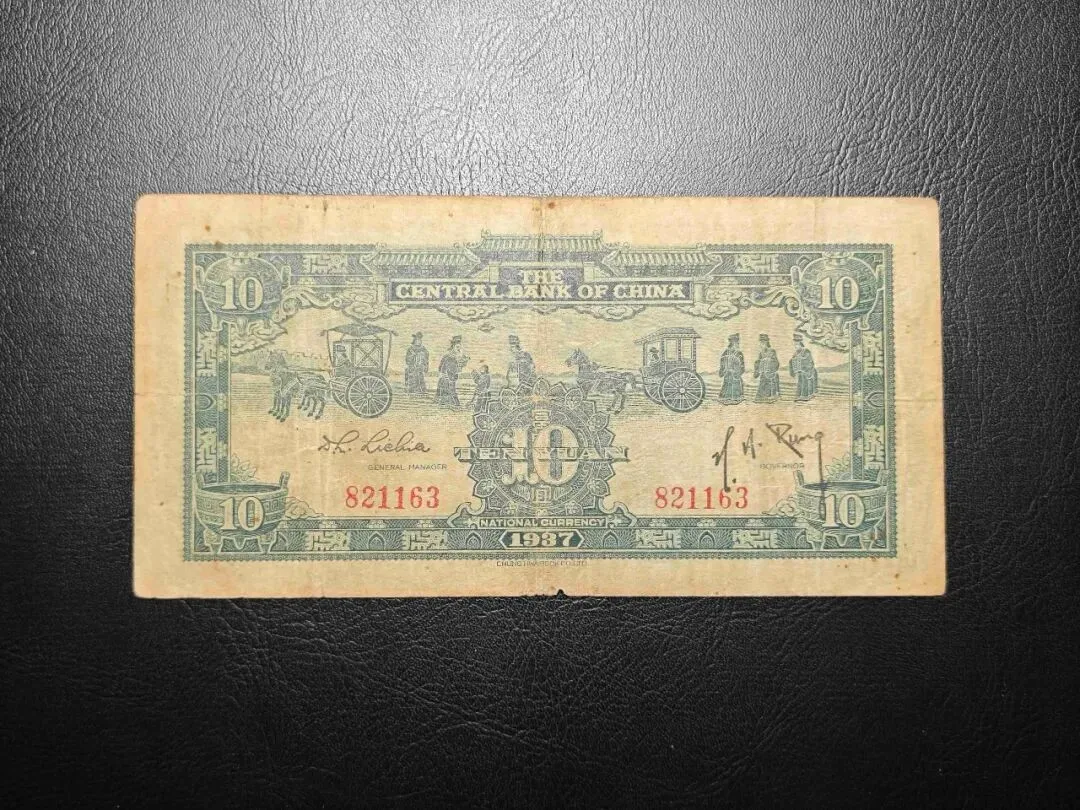 10 10
THE
CENTRAL BANK OF CHINA
GENERAL MANAGER
GOVERNOR
TEN YUAN
10
821163 821163
10 10
NATIONAL CURRENCY
1937